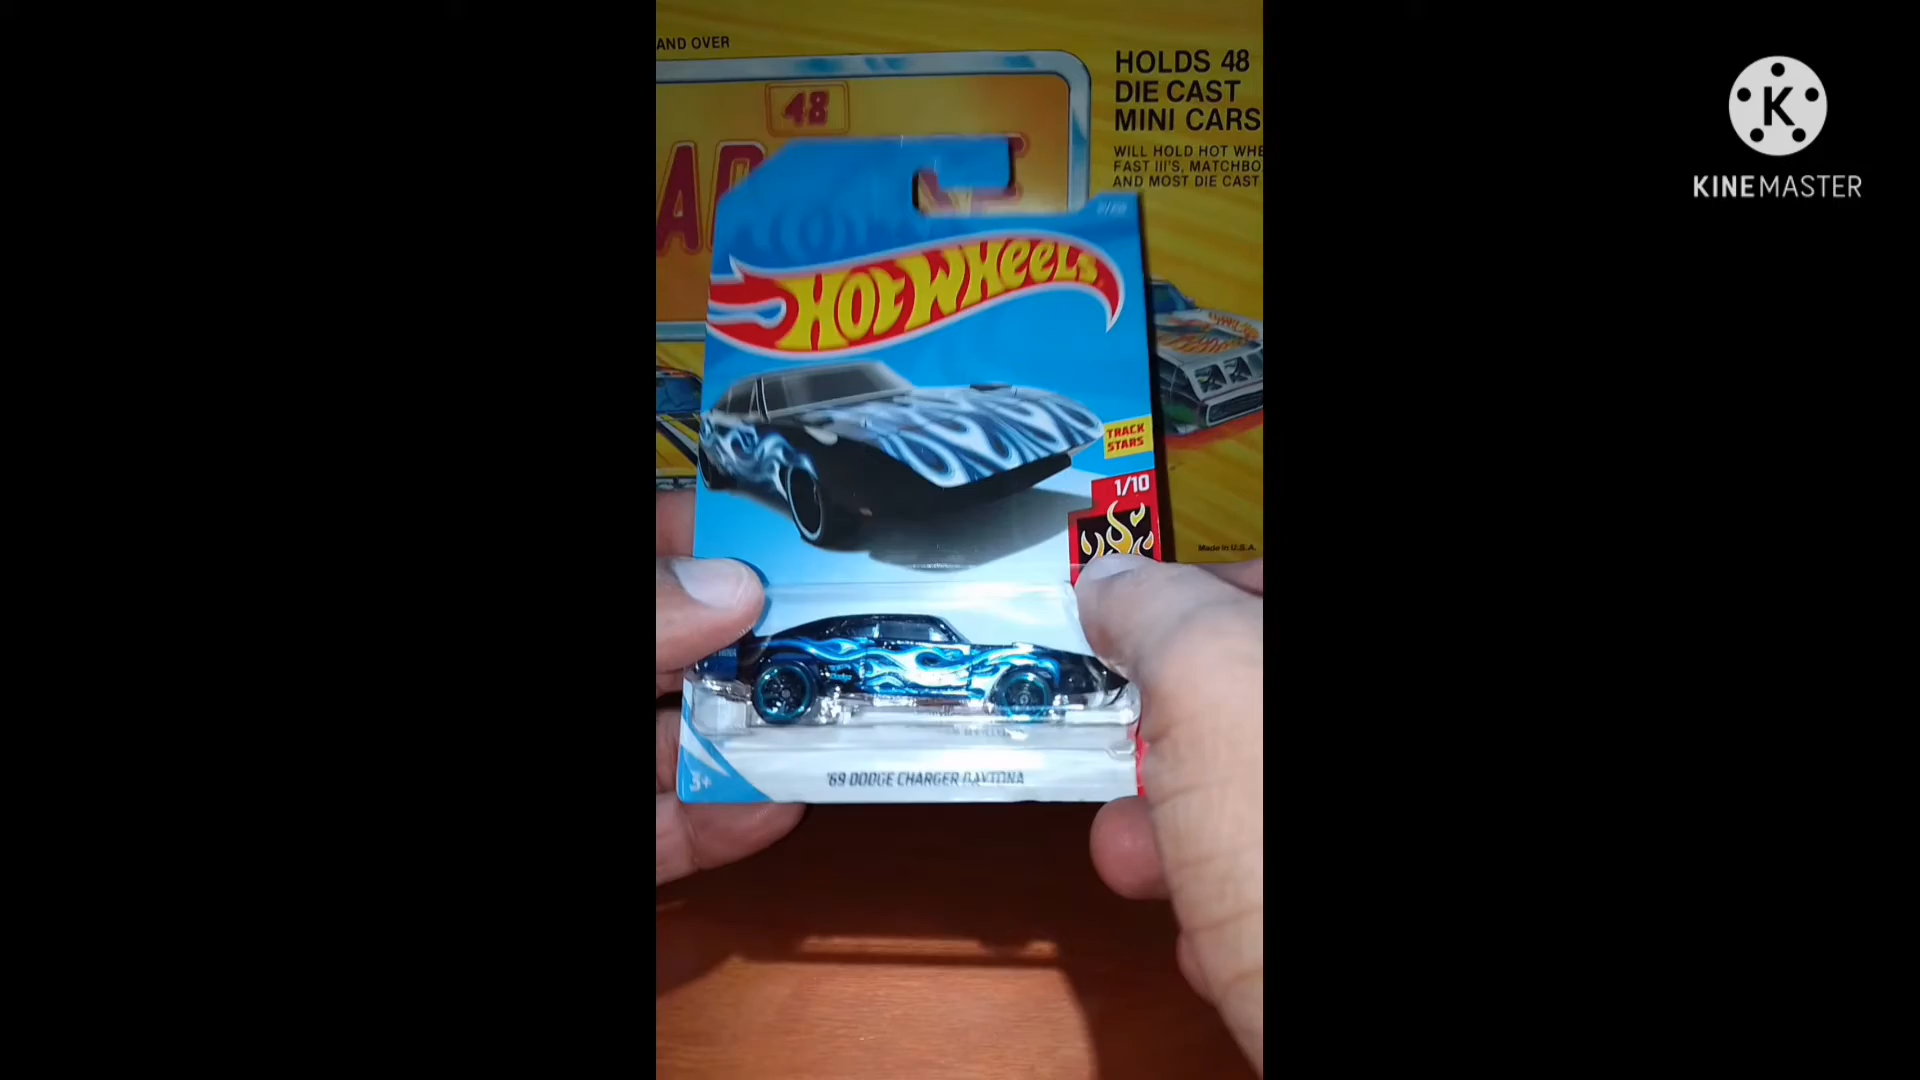 AND OVER
HOLDS 48
DIE CAST
MINI CARS
48
WILL HOLD HOT WHE
FAST III'S, MATCHBO
AND MOST DIE CAST
K
KINEMASTER
HOT WHEELS
TRACK
STARS
1/10
Made in U.S.A.
'69 DODGE CHARGER DAYTONA
3+